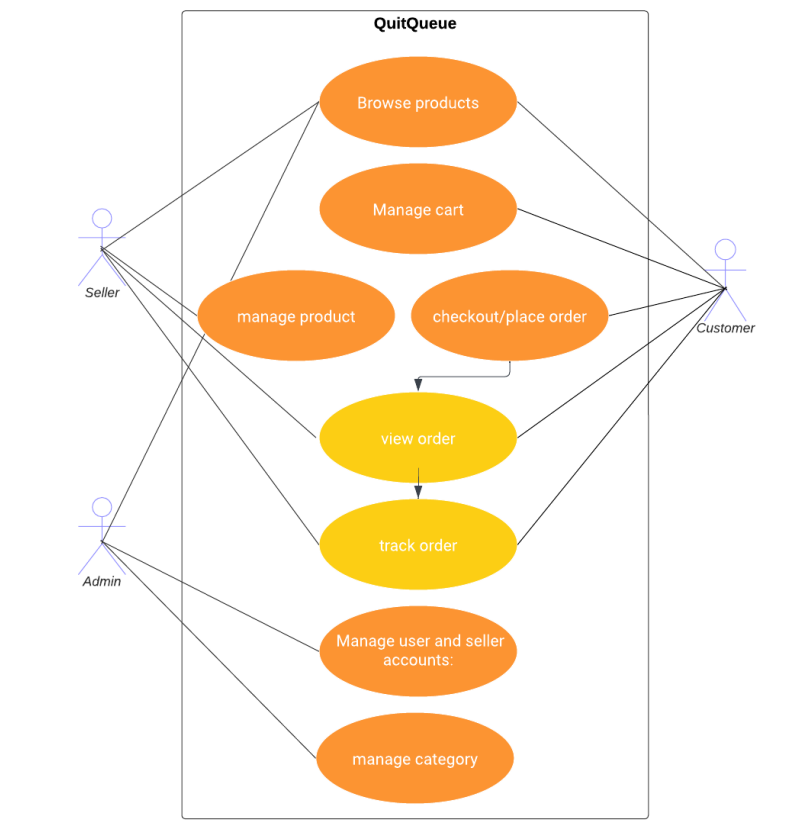 QuitQueue
Browse products
Manage cart
Seller
manage product
checkout/place order
Customer
view order
track order
Admin
Manage user and seller
accounts:
manage category